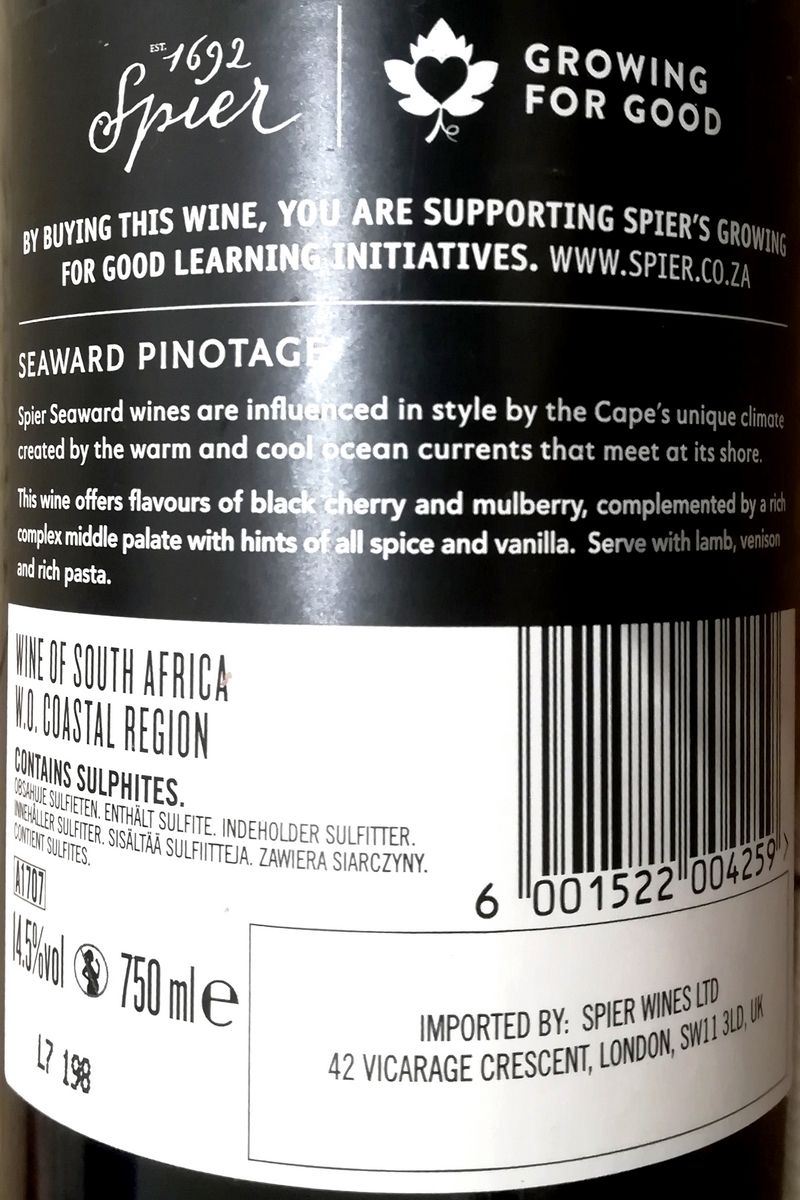 EST. 1692
Spier
GROWING
FOR GOOD
BY BUYING THIS WINE, YOU ARE SUPPORTING SPIER'S GROWING
FOR GOOD LEARNING INITIATIVES. WWW.SPIER.CO.ZA
SEAWARD PINOTAGE
Spier Seaward wines are influenced in style by the Cape's unique climate
created by the warm and cool ocean currents that meet at its shore.
This wine offers flavours of black cherry and mulberry, complemented by a rich
complex middle palate with hints of all spice and vanilla. Serve with lamb, venison
and rich pasta.
WINE OF SOUTH AFRICA
W.O. COASTAL REGION
CONTAINS SULPHITES.
OBSAHUJE SULFIETEN. ENTHÄLT SULFITE. INDEHOLDER SULFITTER.
INNEHÅLLER SULFITER. SISÄLTÄÄ SULFIITTEJA. ZAWIERA SIARCZYNY.
CONTIENT SULFITES.
A1707
14.5%vol
750 ml e
L7 198
6 001522 004259 >
IMPORTED BY: SPIER WINES LTD
42 VICARAGE CRESCENT, LONDON, SW11 3LD, UK